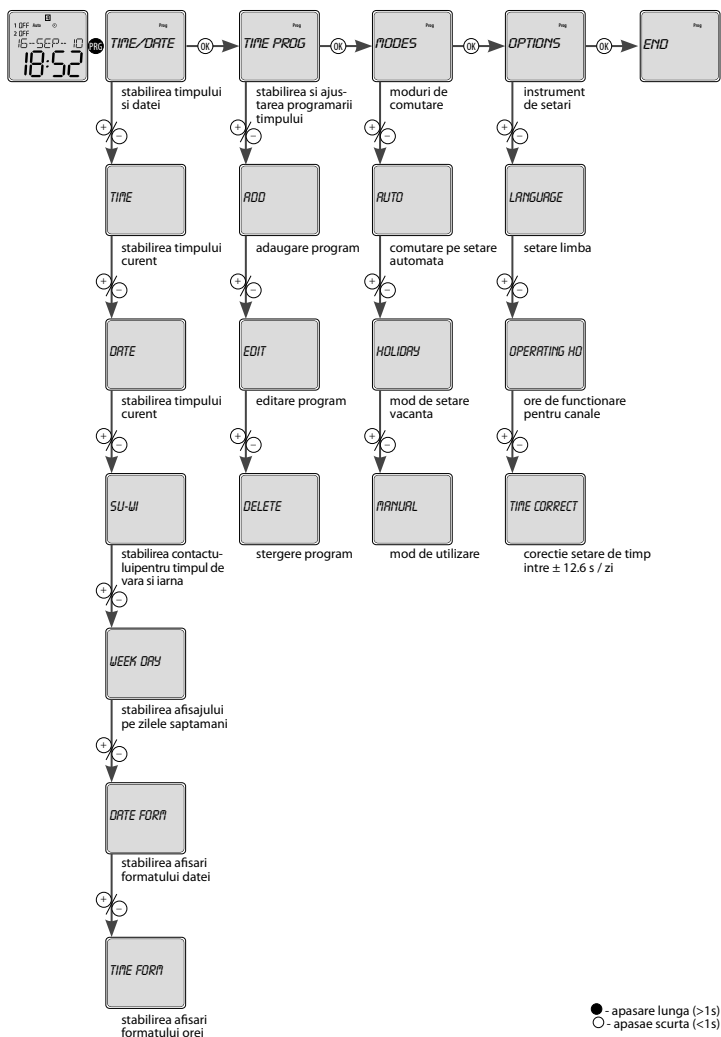 1 OFF Auto
2 OFF
16-SEP-10
18:52
PRG
Prog
TIME/DATE
OK
Prog
TIME PROG
OK
Prog
MODES
OK
Prog
OPTIONS
OK
Prog
END
stabilirea timpului
si datei
stabilirea si ajus-
tarea programarii
timpului
moduri de
comutare
instrument
de setari
+ −
+ −
+ −
+ −
TIME
ADD
AUTO
LANGUAGE
stabilirea timpului
curent
adaugare program
comutare pe setare
automata
setare limba
+ −
+ −
+ −
+ −
DATE
EDIT
HOLIDAY
OPERATING HO
stabilirea timpului
curent
editare program
mod de setare
vacanta
ore de functionare
pentru canale
+ −
+ −
+ −
+ −
SU-WI
DELETE
MANUAL
TIME CORRECT
stabilirea contactu-
luipentru timpul de
vara si iarna
stergere program
mod de utilizare
corectie setare de timp
intre ± 12.6 s / zi
+ −
WEEK DAY
stabilirea afisajului
pe zilele saptamani
+ −
DATE FORM
stabilirea afisari
formatului datei
+ −
TIME FORM
stabilirea afisari
formatului orei
- apasare lunga (>1s)
- apasae scurta (<1s)